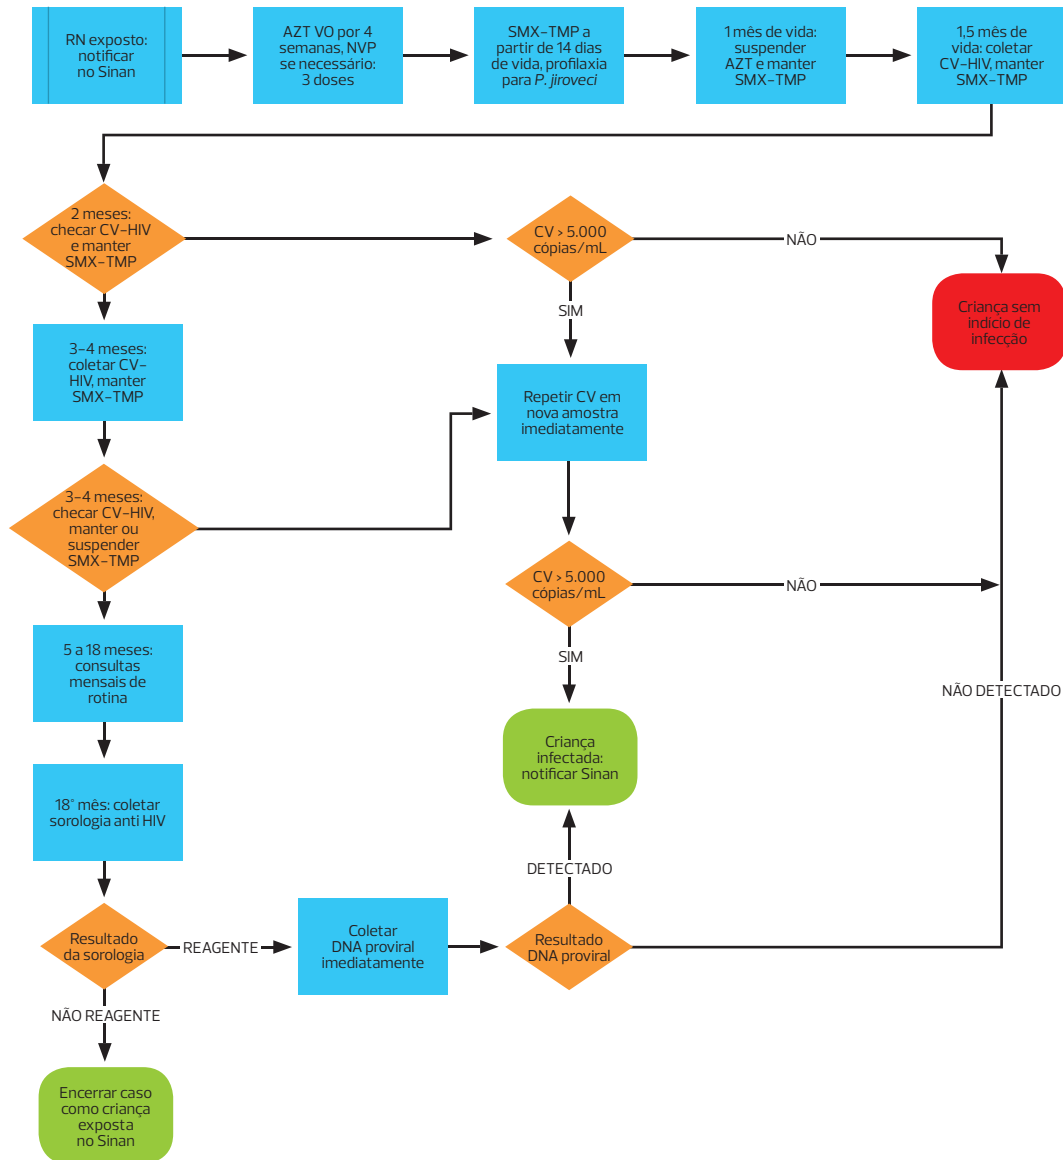 RN exposto:
notificar
no Sinan
AZT VO por 4
semanas, NVP
se necessário:
3 doses
SMX-TMP a
partir de 14 dias
de vida, profilaxia
para P. jiroveci
1 mês de vida:
suspender
AZT e manter
SMX-TMP
1,5 mês de
vida: coletar
CV-HIV, manter
SMX-TMP
2 meses:
checar CV-HIV
e manter
SMX-TMP
CV > 5.000
cópias/mL
NÃO
SIM
Criança sem
indício de
infecção
3-4 meses:
coletar CV-
HIV, manter
SMX-TMP
Repetir CV em
nova amostra
imediatamente
3-4 meses:
checar CV-HIV,
manter ou
suspender
SMX-TMP
CV > 5.000
cópias/mL
NÃO
SIM
5 a 18 meses:
consultas
mensais de
rotina
NÃO DETECTADO
Criança
infectada:
notificar Sinan
18° mês: coletar
sorologia anti HIV
DETECTADO
Resultado
da sorologia
REAGENTE
Coletar
DNA proviral
imediatamente
Resultado
DNA proviral
NÃO REAGENTE
Encerrar caso
como criança
exposta
no Sinan